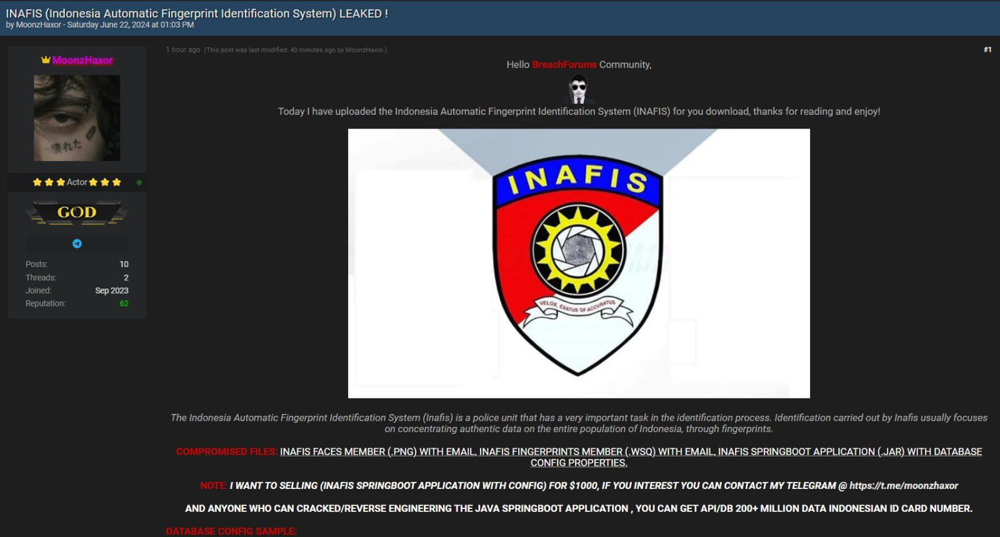 INAFIS (Indonesia Automatic Fingerprint Identification System) LEAKED !
by MoonzHaxor - Saturday June 22, 2024 at 01:03 PM
MoonzHaxor
壊れた
Actor
GOD
Posts: 10
Threads: 2
Joined: Sep 2023
Reputation: 62
1 hour ago (This post was last modified: 40 minutes ago by MoonzHaxor.)
#1
Hello BreachForums Community,
Today I have uploaded the Indonesia Automatic Fingerprint Identification System (INAFIS) for you download, thanks for reading and enjoy!
INAFIS
VELOX, EXATUS OF ACCURATUS
The Indonesia Automatic Fingerprint Identification System (Inafis) is a police unit that has a very important task in the identification process. Identification carried out by Inafis usually focuses
on concentrating authentic data on the entire population of Indonesia, through fingerprints.
COMPROMISED FILES: INAFIS FACES MEMBER (.PNG) WITH EMAIL, INAFIS FINGERPRINTS MEMBER (.WSQ) WITH EMAIL, INAFIS SPRINGBOOT APPLICATION (.JAR) WITH DATABASE
CONFIG PROPERTIES.
NOTE: I WANT TO SELLING (INAFIS SPRINGBOOT APPLICATION WITH CONFIG) FOR $1000, IF YOU INTEREST YOU CAN CONTACT MY TELEGRAM @ https://t.me/moonzhaxor
AND ANYONE WHO CAN CRACKED/REVERSE ENGINEERING THE JAVA SPRINGBOOT APPLICATION , YOU CAN GET API/DB 200+ MILLION DATA INDONESIAN ID CARD NUMBER.
DATABASE CONFIG SAMPLE: